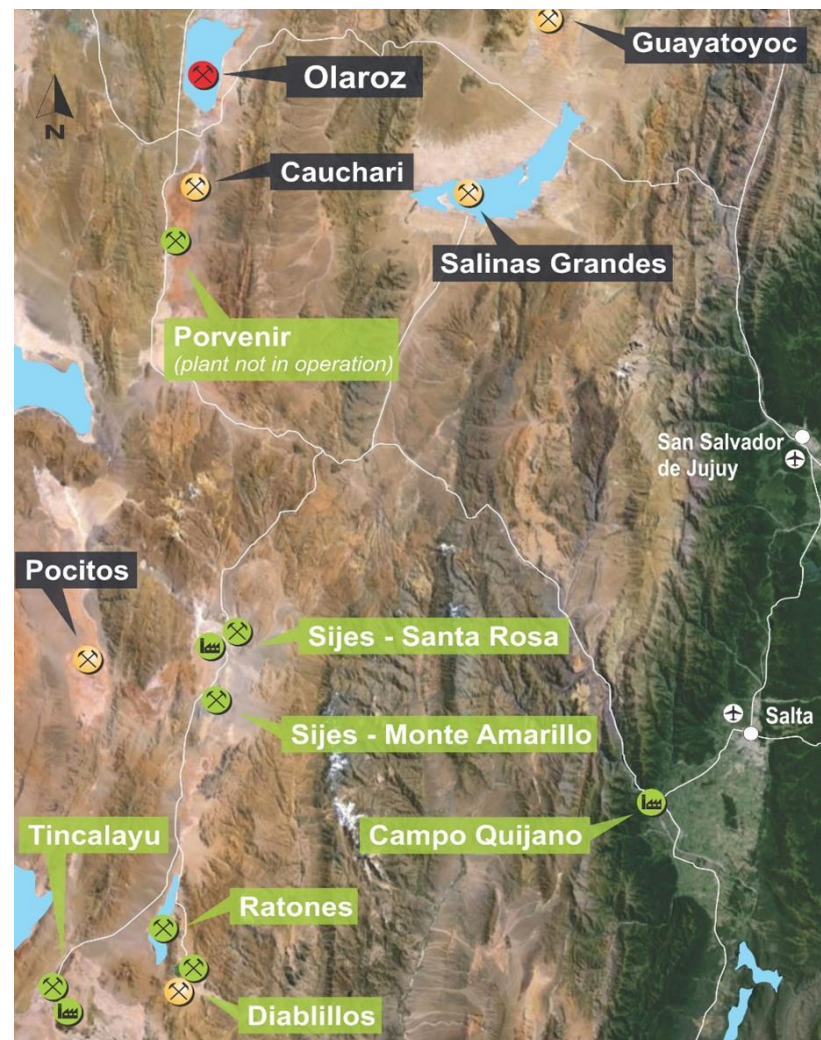 Guayatoyoc
Olaroz
N
Cauchari
Salinas Grandes
Porvenir
(plant not in operation)
San Salvador
de Jujuy
Pocitos
Sijes - Santa Rosa
Salta
Sijes - Monte Amarillo
Tincalayu
Campo Quijano
Ratones
Diablillos